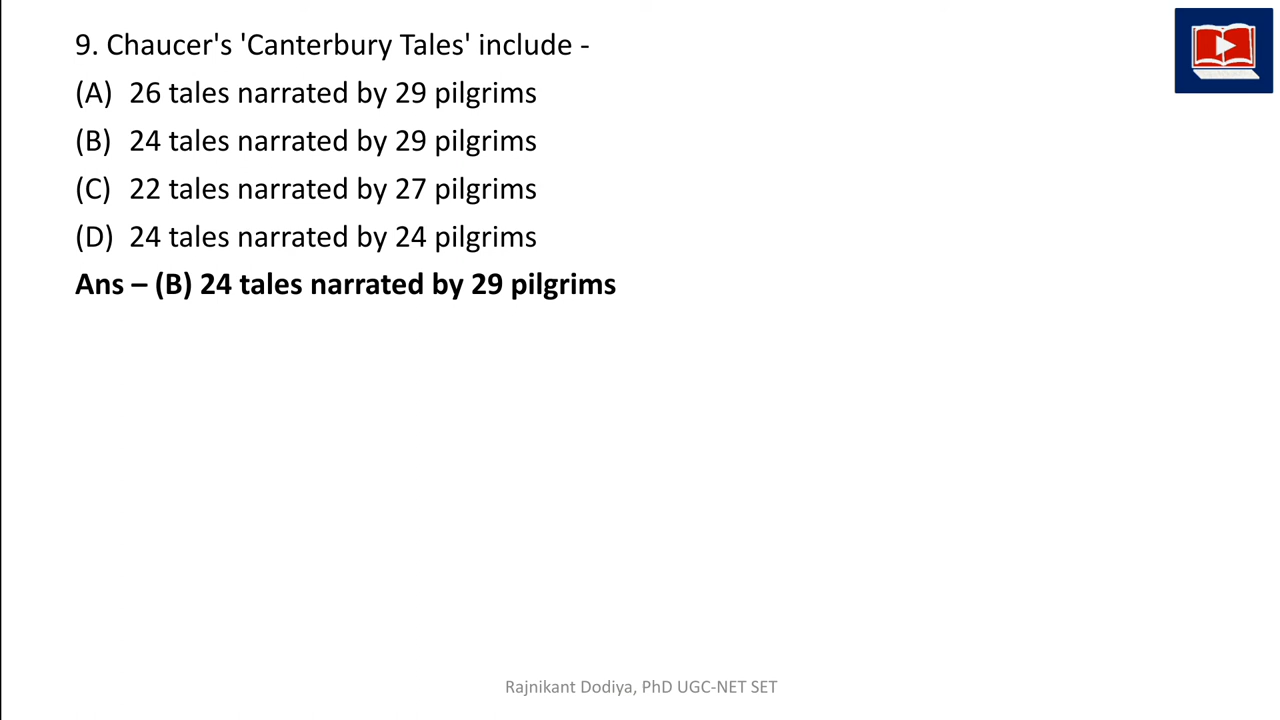 9. Chaucer's 'Canterbury Tales' include -
(A) 26 tales narrated by 29 pilgrims
(B) 24 tales narrated by 29 pilgrims
(C) 22 tales narrated by 27 pilgrims
(D) 24 tales narrated by 24 pilgrims
Ans – (B) 24 tales narrated by 29 pilgrims
Rajnikant Dodiya, PhD UGC-NET SET